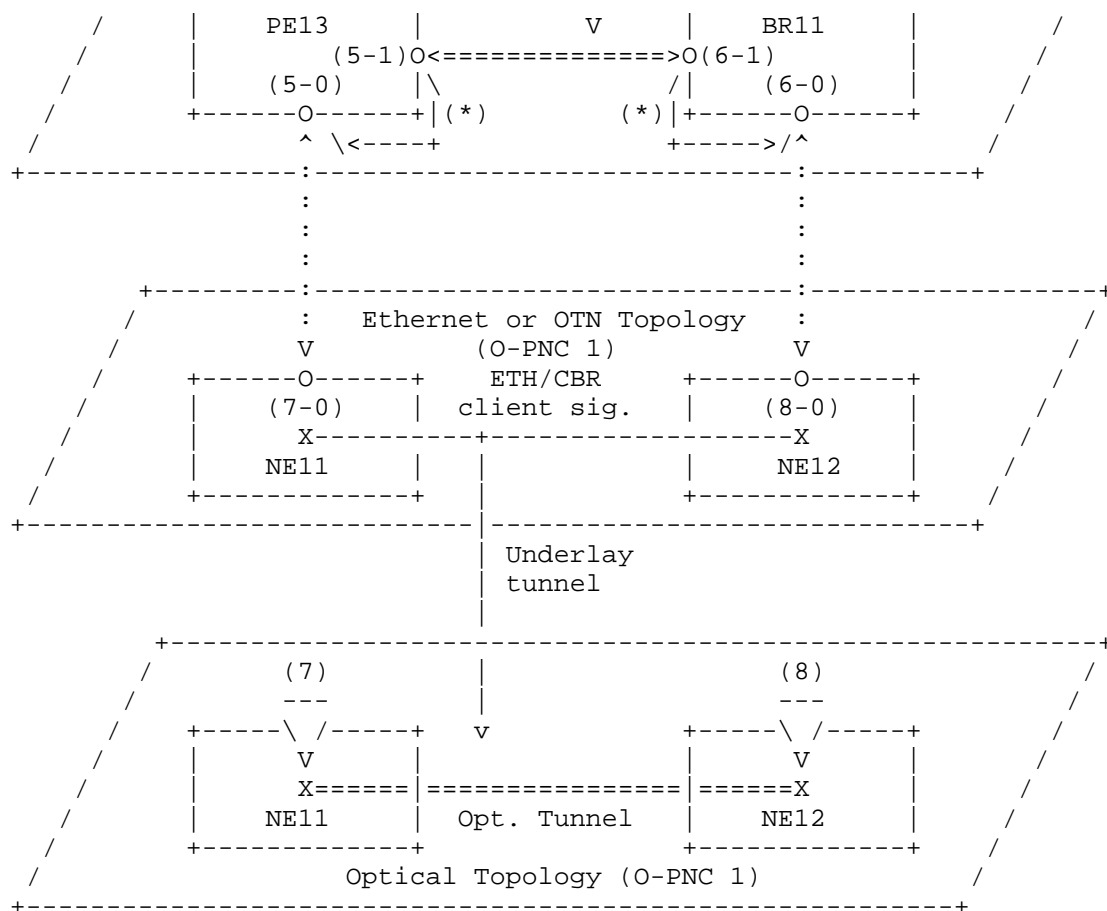 PE13 V BR11
(5-1)O<===============>O(6-1)
(5-0) (6-0)
O (*) (*) O
^ \<----+ +----->/^
Ethernet or OTN Topology
V (O-PNC 1) V
O ETH/CBR O
(7-0) client sig. (8-0)
X----------+--------------------X
NE11 NE12
Underlay
tunnel
(7) (8)
v
V V
X======|================|======X
NE11 Opt. Tunnel NE12
Optical Topology (O-PNC 1)